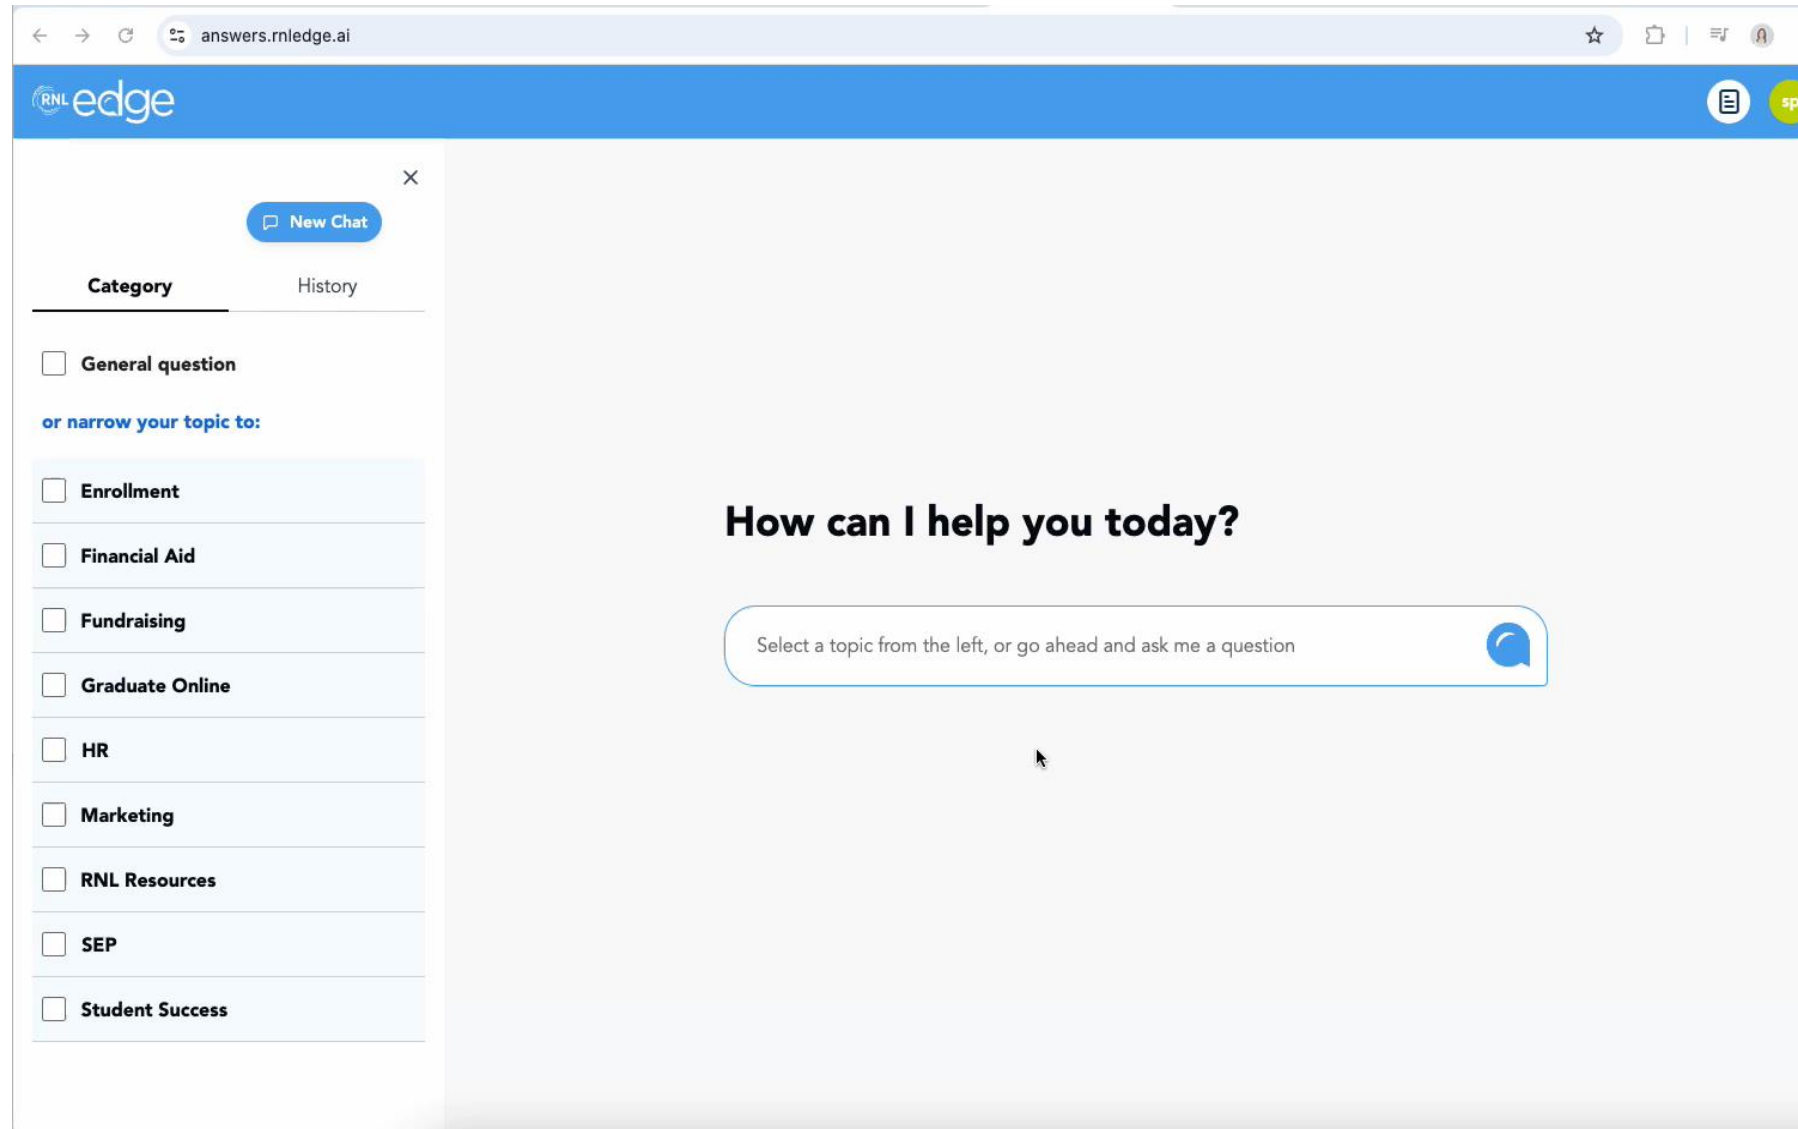 answers.rnledge.ai
RNL edge
sp
New Chat
Category
History
General question
or narrow your topic to:
Enrollment
Financial Aid
Fundraising
Graduate Online
HR
Marketing
RNL Resources
SEP
Student Success
How can I help you today?
Select a topic from the left, or go ahead and ask me a question